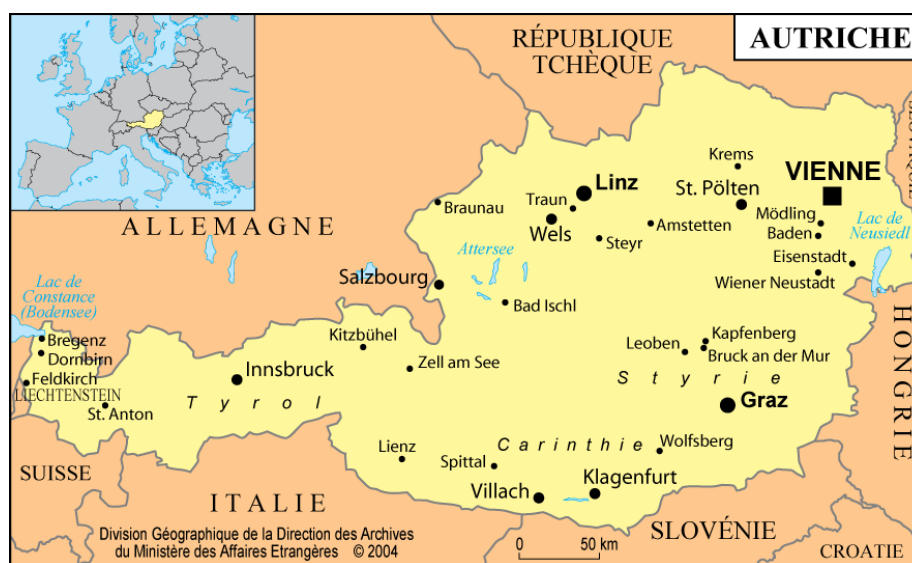 AUTRICHE
RÉPUBLIQUE
TCHÈQUE
ALLEMAGNE
Krems
VIENNE
Linz
St. Pölten
Traun
Braunau
Wels
Amstetten
Mödling
Lac de
Neusiedl
Baden
Steyr
Attersee
Eisenstadt
Salzbourg
Wiener Neustadt
Lac de
Constance
(Bodensee)
Bad Ischl
HONGRIE
Bregenz
Kitzbühel
Kapfenberg
Dornbirn
Leoben
Bruck an der Mur
Zell am See
Innsbruck
Feldkirch
Styrie
LIECHTENSTEIN
Tyrol
Graz
St. Anton
Carinthie
Wolfsberg
Lienz
Spittal
SUISSE
Klagenfurt
Villach
ITALIE
SLOVÉNIE
Division Géographique de la Direction des Archives
du Ministère des Affaires Etrangères © 2004
0 50 km
CROATIE